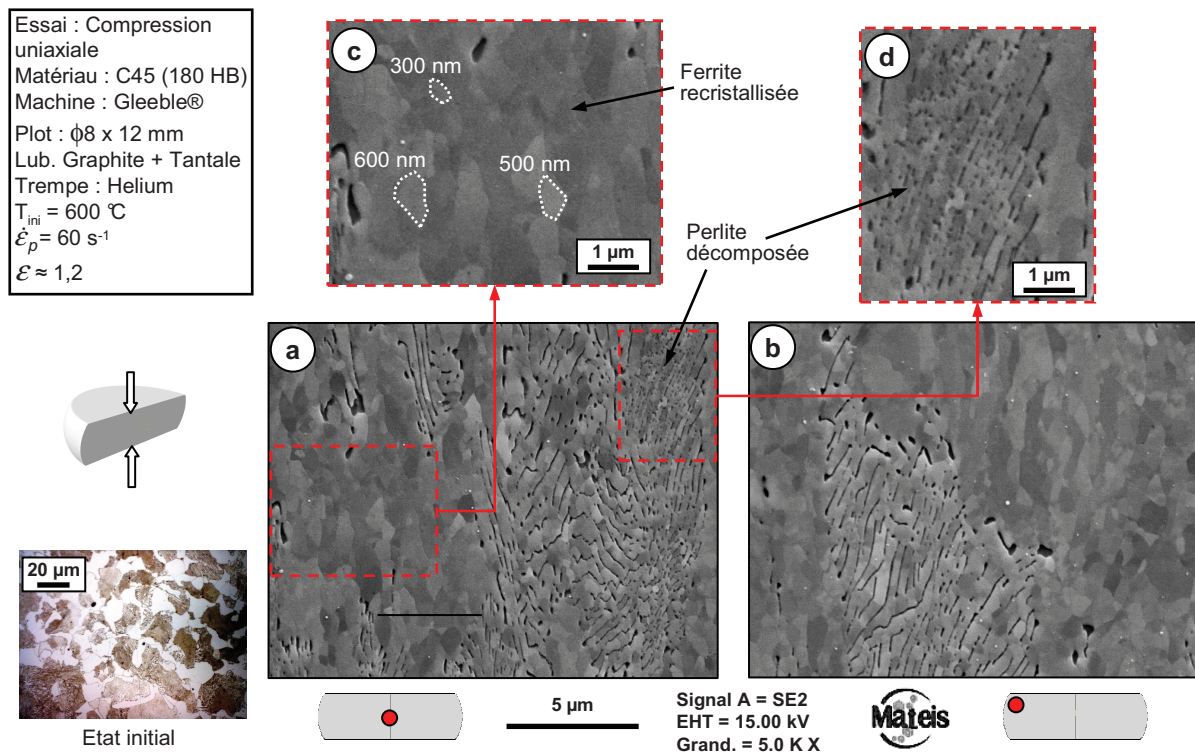 Essai : Compression
uniaxiale
Matériau : C45 (180 HB)
Machine : Gleeble®
Plot : ϕ8 x 12 mm
Lub. Graphite + Tantale
Trempe : Helium
Tini = 600 °C
ε̇p = 60 s-1
ε ≈ 1,2
c
300 nm
600 nm
500 nm
1 µm
Ferrite
recristallisée
Perlite
décomposée
d
1 µm
a
b
20 µm
Etat initial
5 µm
Signal A = SE2
EHT = 15.00 kV
Grand. = 5.0 K X
Mateis